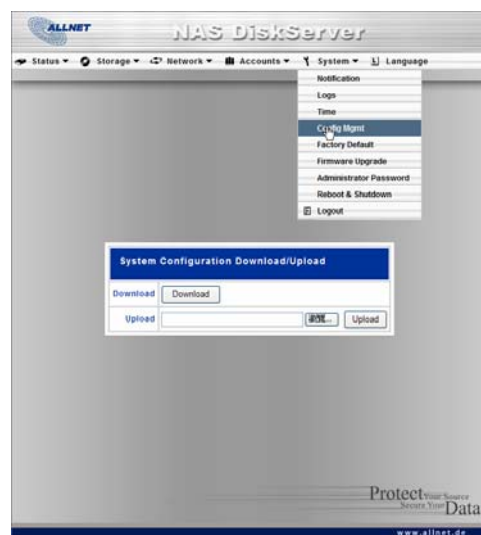 ALLNET
NAS DiskServer
Status Storage Network Accounts System Language
Notification
Logs
Time
Config Mgmt
Factory Default
Firmware Upgrade
Administrator Password
Reboot & Shutdown
Logout
System Configuration Download/Upload
Download Download
Upload Upload
Protect Your Source
Secure Your Data
www.allnet.de